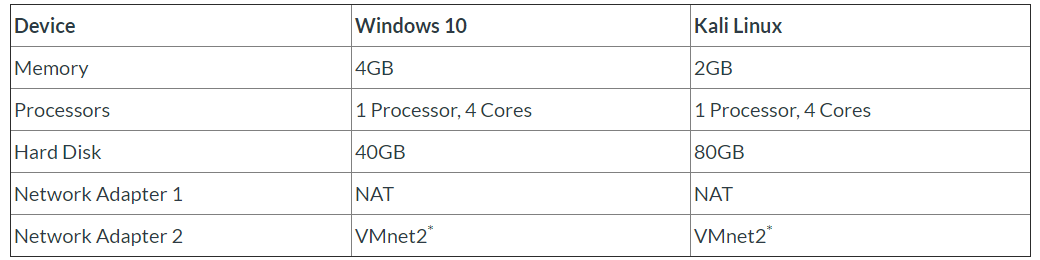 Device Windows 10 Kali Linux
Memory 4GB 2GB
Processors 1 Processor, 4 Cores 1 Processor, 4 Cores
Hard Disk 40GB 80GB
Network Adapter 1 NAT NAT
Network Adapter 2 VMnet2* VMnet2*